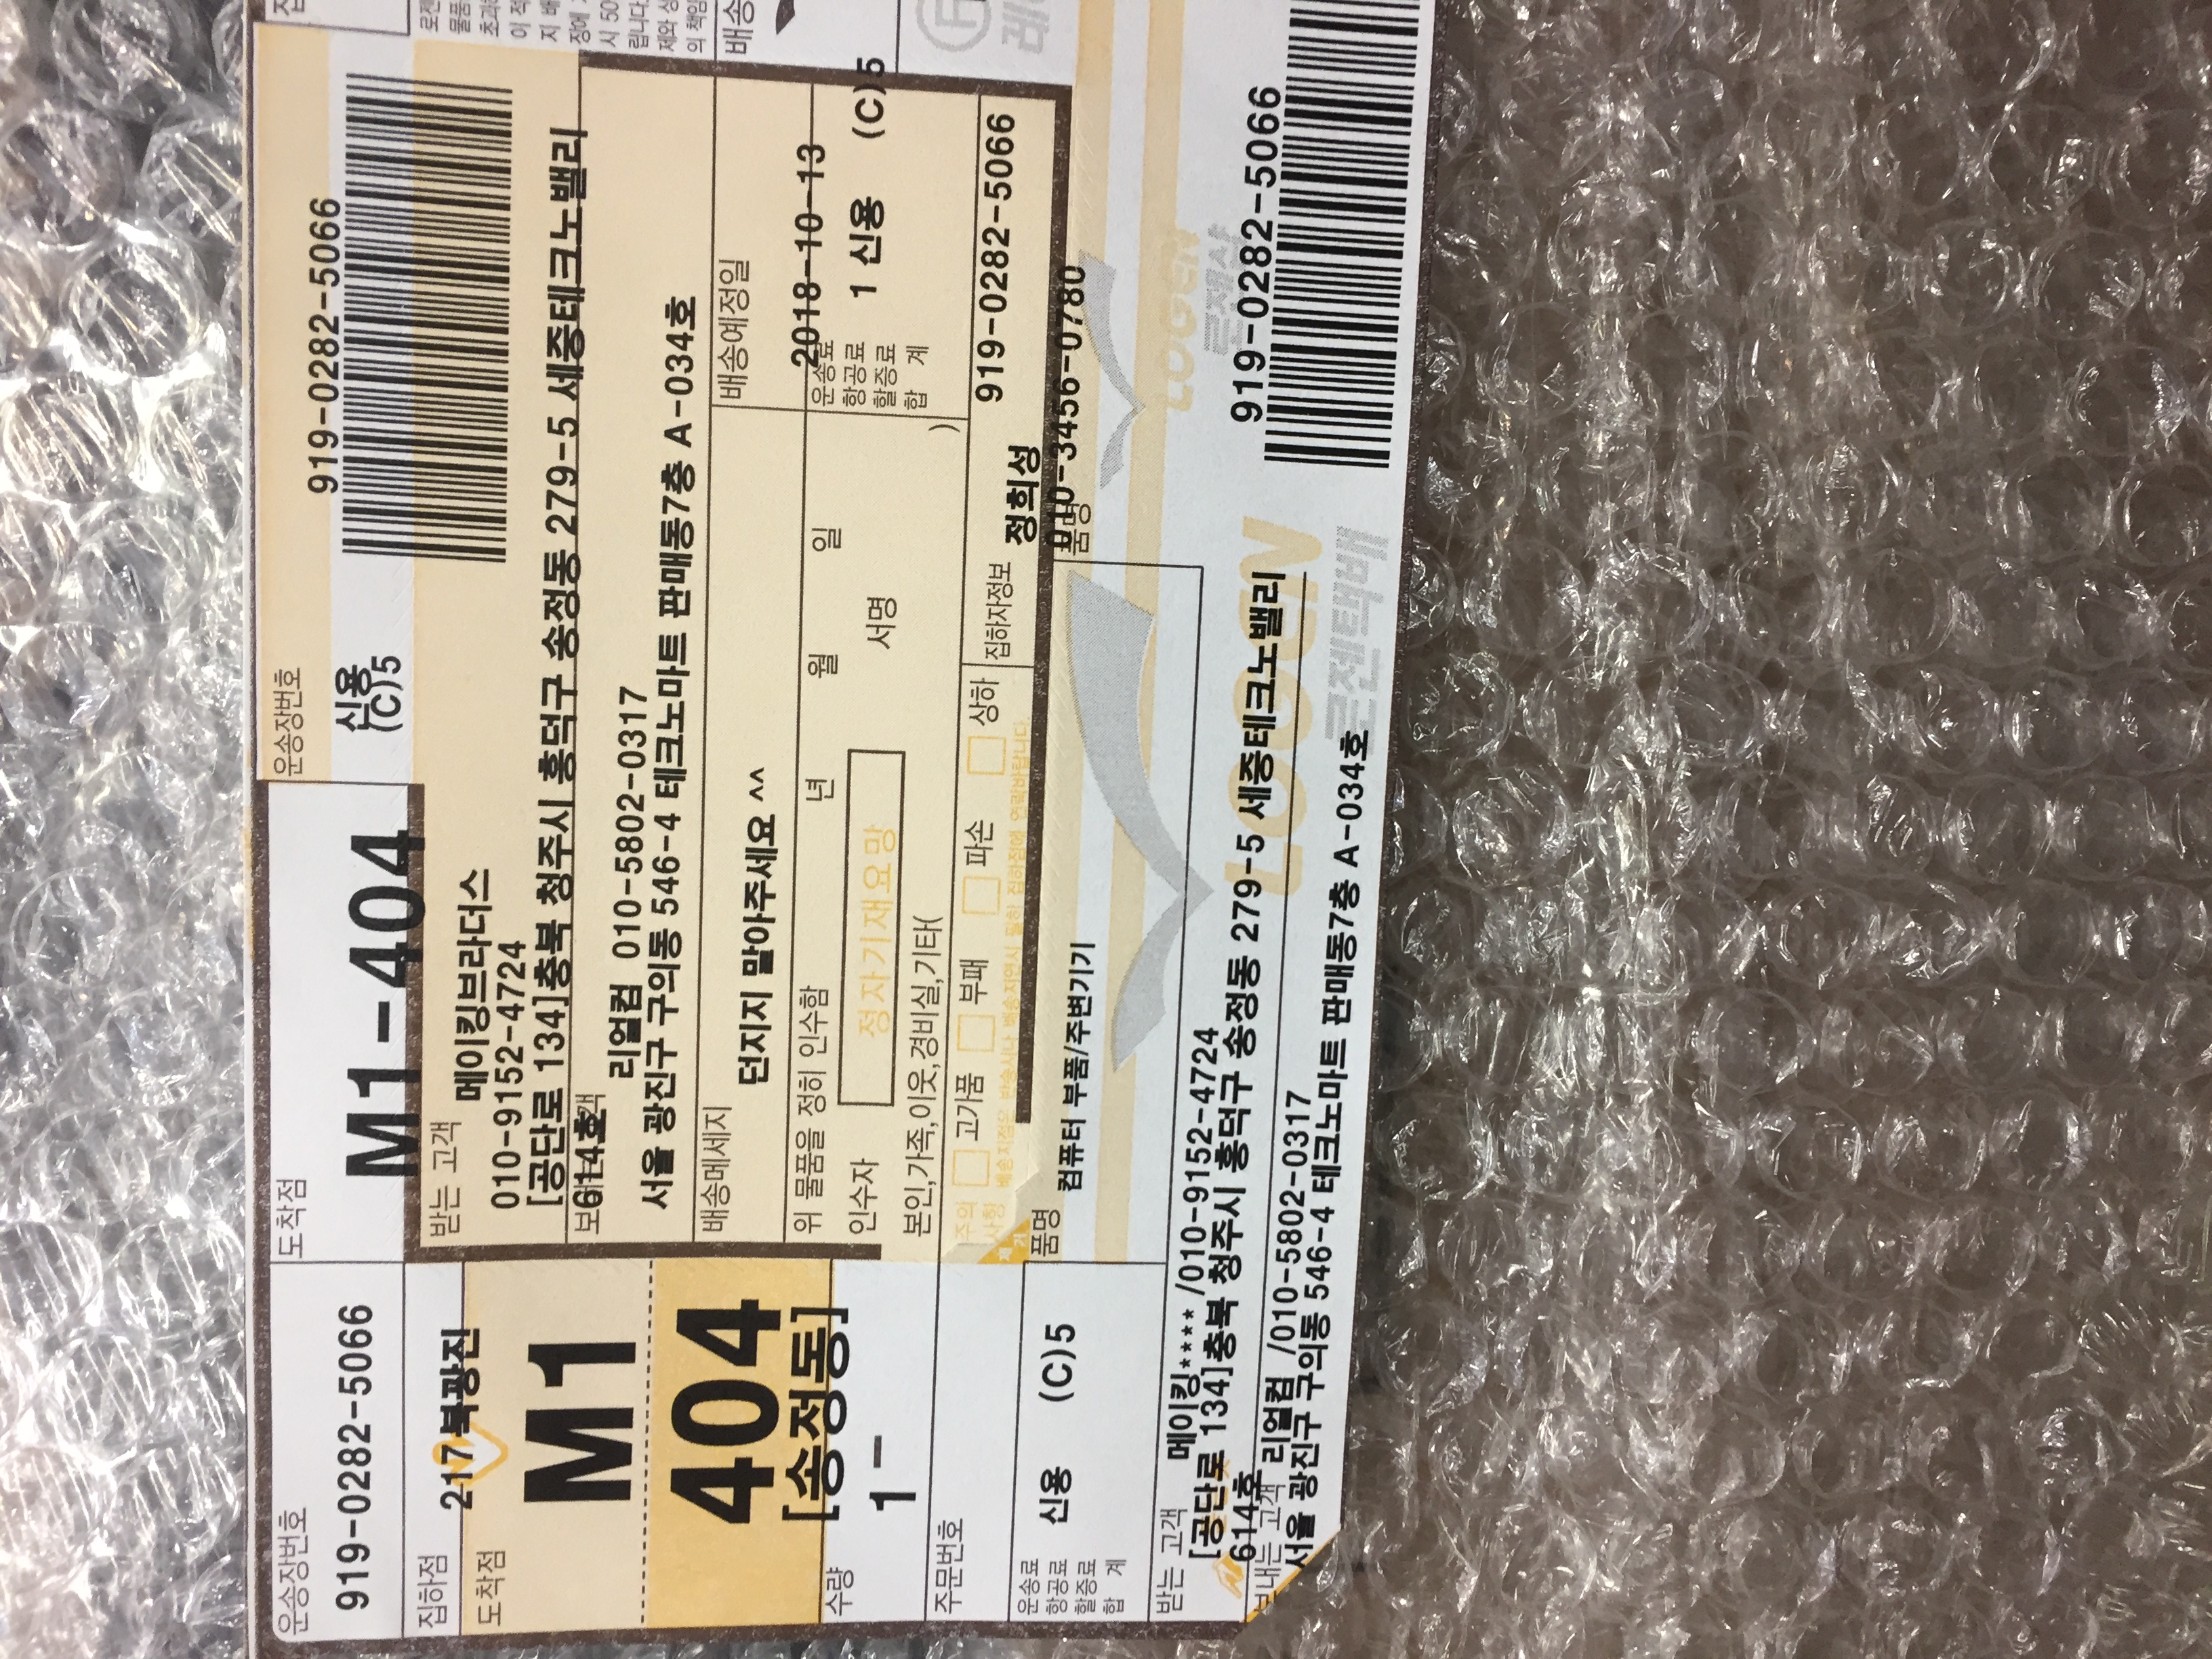 운송장번호
919-0282-5066
집하점
217 북광진
도착점
M1
404
[송정동]
수량
1-
주문번호
운송료
항공료
할증료
합 계
신용 (C)5
도착점
M1-404
운송장번호
919-0282-5066
신용
(C)5
받는 고객
메이킹브라더스
010-9152-4724
[공단로 134]충북 청주시 흥덕구 송정동 279-5 세중테크노밸리
614호
리얼컴 010-5802-0317
서울 광진구 구의동 546-4 테크노마트 판매동7층 A-034호
배송메세지
던지지 말아주세요 ^^
배송예정일
2018-10-13
위 물품을 정히 인수함
년 월 일
운송료
항공료
할증료
합 계
1 신용 (C)5
인수자
정자기재요망
서명
본인,가족,이웃,경비실,기타( )
주의
사항
고가품
부패
파손
상하
집하자정보
919-0282-5066
정희성
010-3456-0780
품명
품명
컴퓨터 부품/주변기기
받는 고객
메이킹**** /010-9152-4724
[공단로 134]충북 청주시 흥덕구 송정동 279-5 세중테크노밸리
614호
보내는 고객
리얼컴 /010-5802-0317
서울 광진구 구의동 546-4 테크노마트 판매동7층 A-034호
919-0282-5066
LOGEN
로젠택배
LOGEN